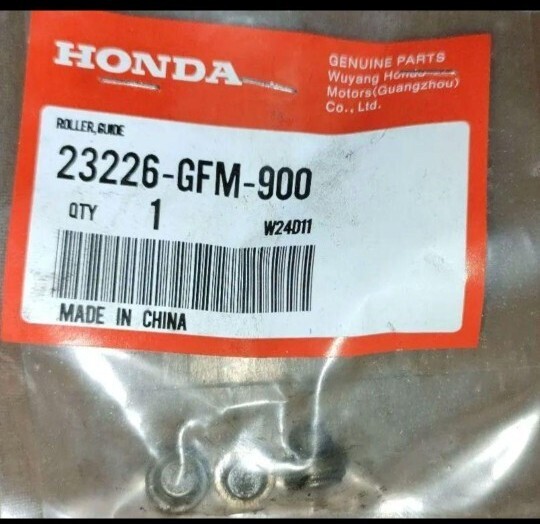 HONDA
GENUINE PARTS
Wuyang Honda
Motors(Guangzhou)
Co., Ltd.
ROLLER,GUIDE
23226-GFM-900
QTY 1 W24D11
MADE IN CHINA